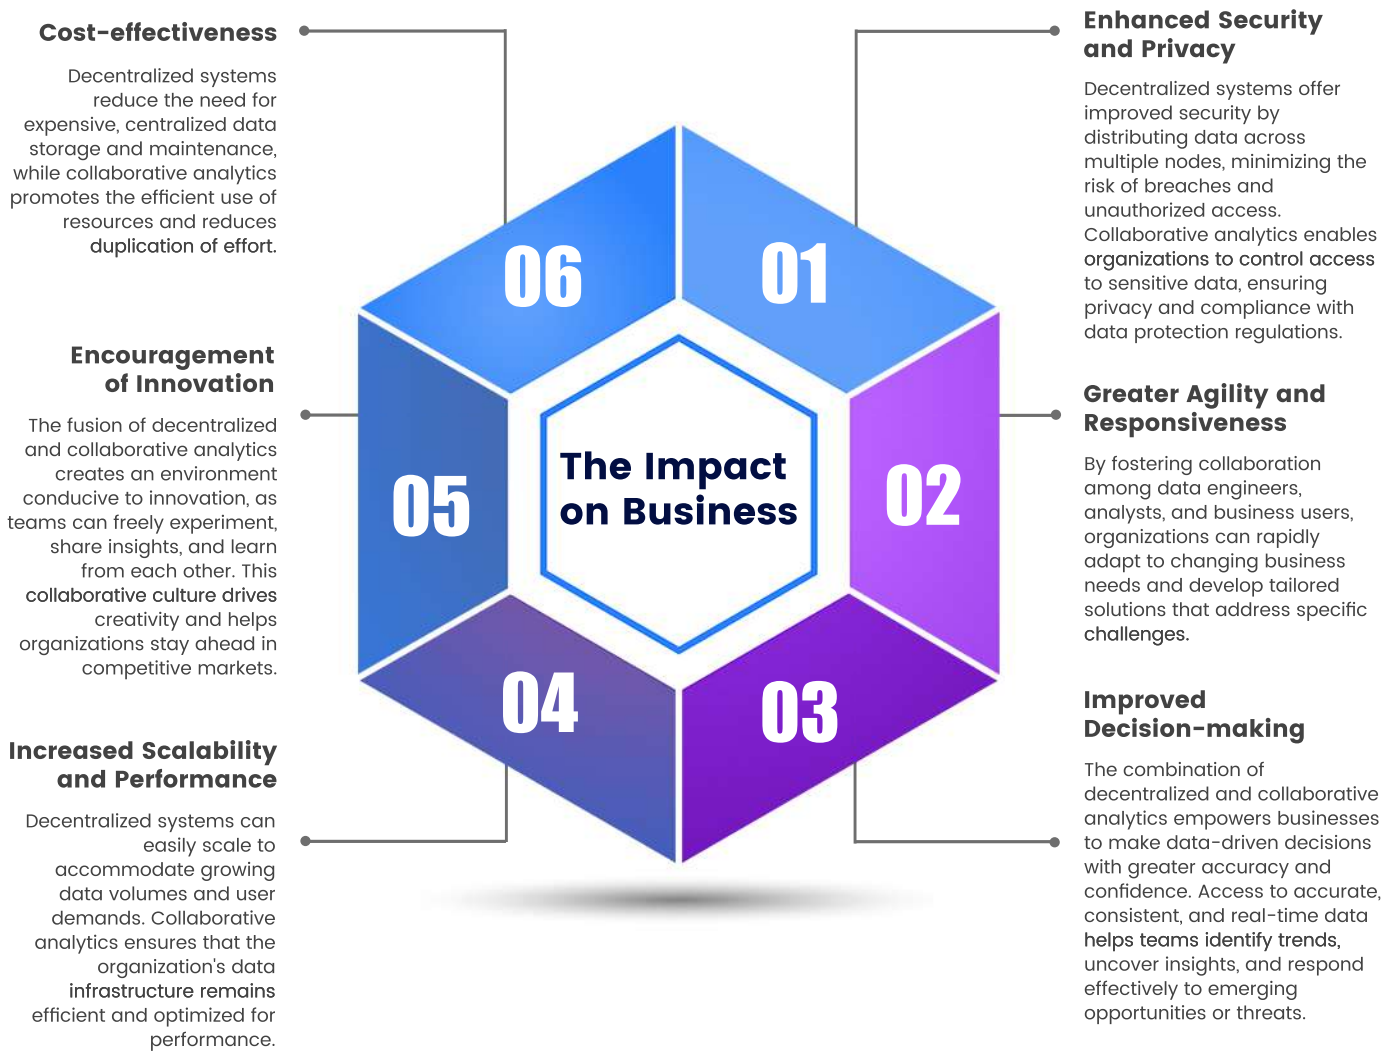 Cost-effectiveness
Decentralized systems
reduce the need for
expensive, centralized data
storage and maintenance,
while collaborative analytics
promotes the efficient use of
resources and reduces
duplication of effort.
Encouragement
of Innovation
The fusion of decentralized
and collaborative analytics
creates an environment
conducive to innovation, as
teams can freely experiment,
share insights, and learn
from each other. This
collaborative culture drives
creativity and helps
organizations stay ahead in
competitive markets.
Increased Scalability
and Performance
Decentralized systems can
easily scale to
accommodate growing
data volumes and user
demands. Collaborative
analytics ensures that the
organization's data
infrastructure remains
efficient and optimized for
performance.
06
01
05
The Impact
on Business
02
04
03
Enhanced Security
and Privacy
Decentralized systems offer
improved security by
distributing data across
multiple nodes, minimizing the
risk of breaches and
unauthorized access.
Collaborative analytics enables
organizations to control access
to sensitive data, ensuring
privacy and compliance with
data protection regulations.
Greater Agility and
Responsiveness
By fostering collaboration
among data engineers,
analysts, and business users,
organizations can rapidly
adapt to changing business
needs and develop tailored
solutions that address specific
challenges.
Improved
Decision-making
The combination of
decentralized and collaborative
analytics empowers businesses
to make data-driven decisions
with greater accuracy and
confidence. Access to accurate,
consistent, and real-time data
helps teams identify trends,
uncover insights, and respond
effectively to emerging
opportunities or threats.